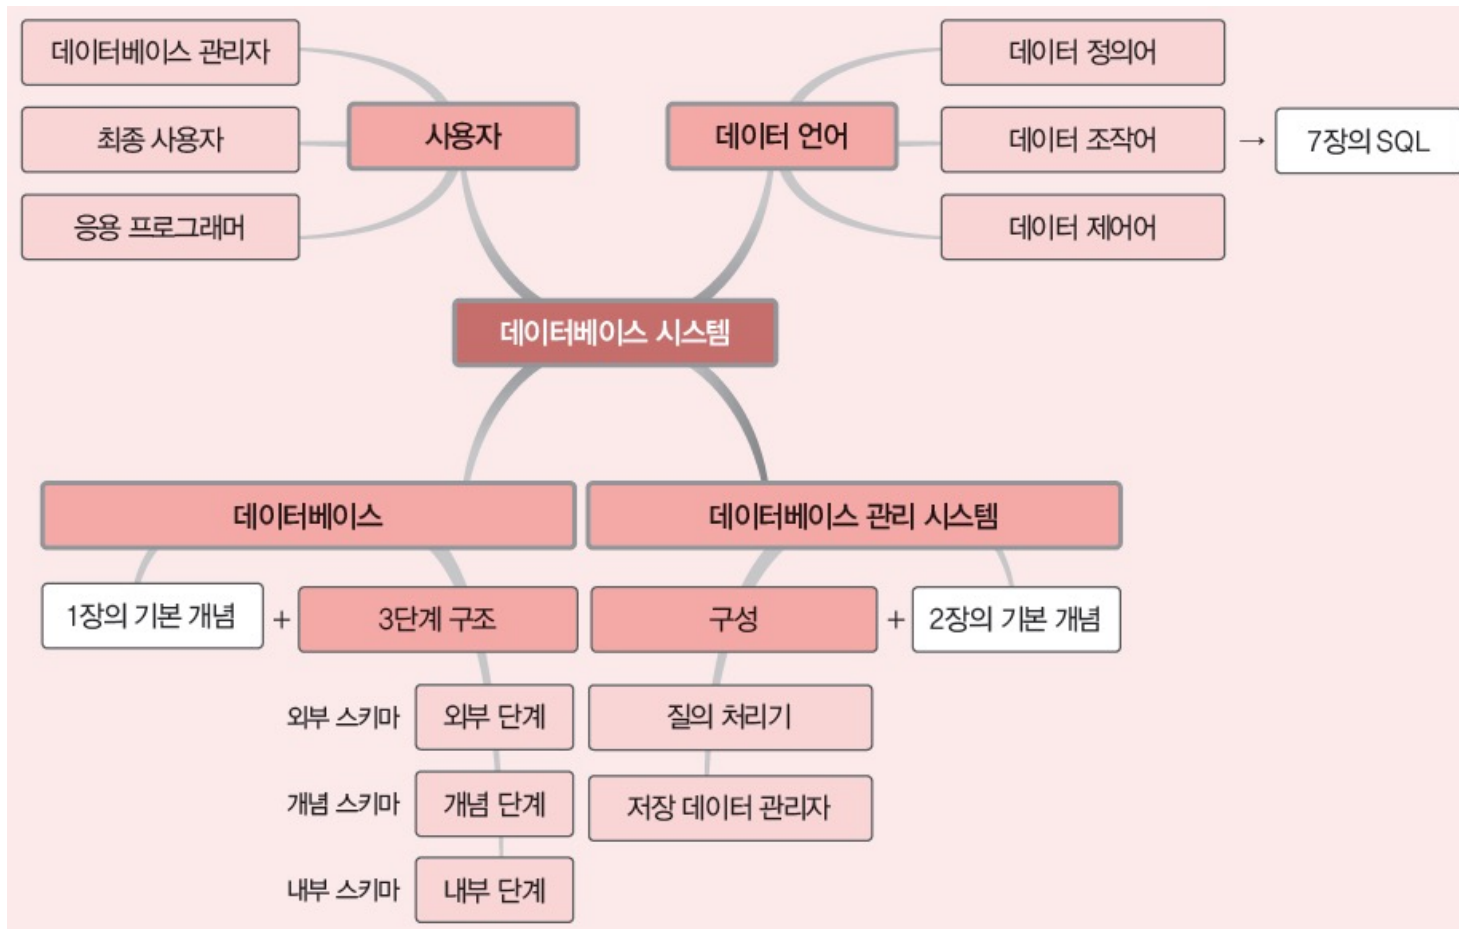 데이터베이스 관리자
최종 사용자
응용 프로그래머
사용자
데이터 언어
데이터 정의어
데이터 조작어
→
7장의 SQL
데이터 제어어
데이터베이스 시스템
데이터베이스
데이터베이스 관리 시스템
1장의 기본 개념
+
3단계 구조
구성
+
2장의 기본 개념
외부 스키마
외부 단계
개념 스키마
개념 단계
내부 스키마
내부 단계
질의 처리기
저장 데이터 관리자